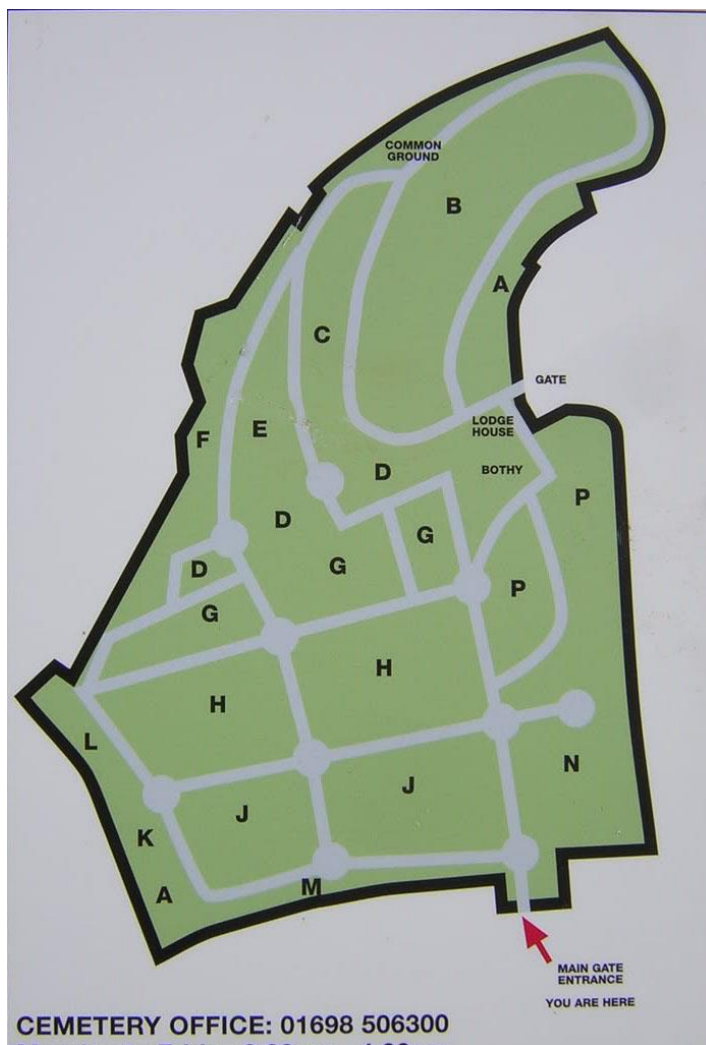 COMMON
GROUND
B
A
C
GATE
LODGE
HOUSE
F
E
D
BOTHY
P
D
G
D
G
P
G
H
H
L
N
J
J
K
M
A
MAIN GATE
ENTRANCE
YOU ARE HERE
CEMETERY OFFICE: 01698 506300